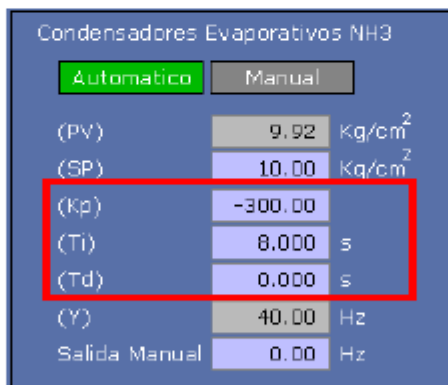 Condensadores Evaporativos NH3
Automatico Manual
(PV) 9.92 Kg/cm²
(SP) 10.00 Kg/cm²
(Kp) -300.00
(Ti) 8.000 s
(Td) 0.000 s
(Y) 40.00 Hz
Salida Manual 0.00 Hz